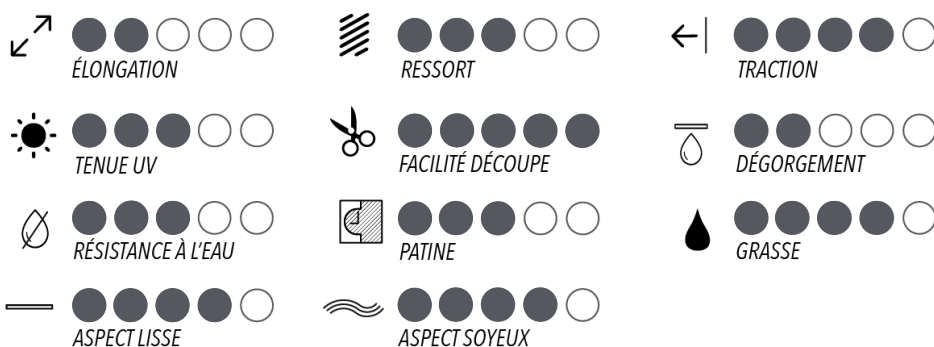 ÉLONGATION
RESSORT
TRACTION
TENUE UV
FACILITÉ DÉCOUPE
DÉGORGEMENT
RÉSISTANCE À L'EAU
PATINE
GRASSE
ASPECT LISSE
ASPECT SOYEUX